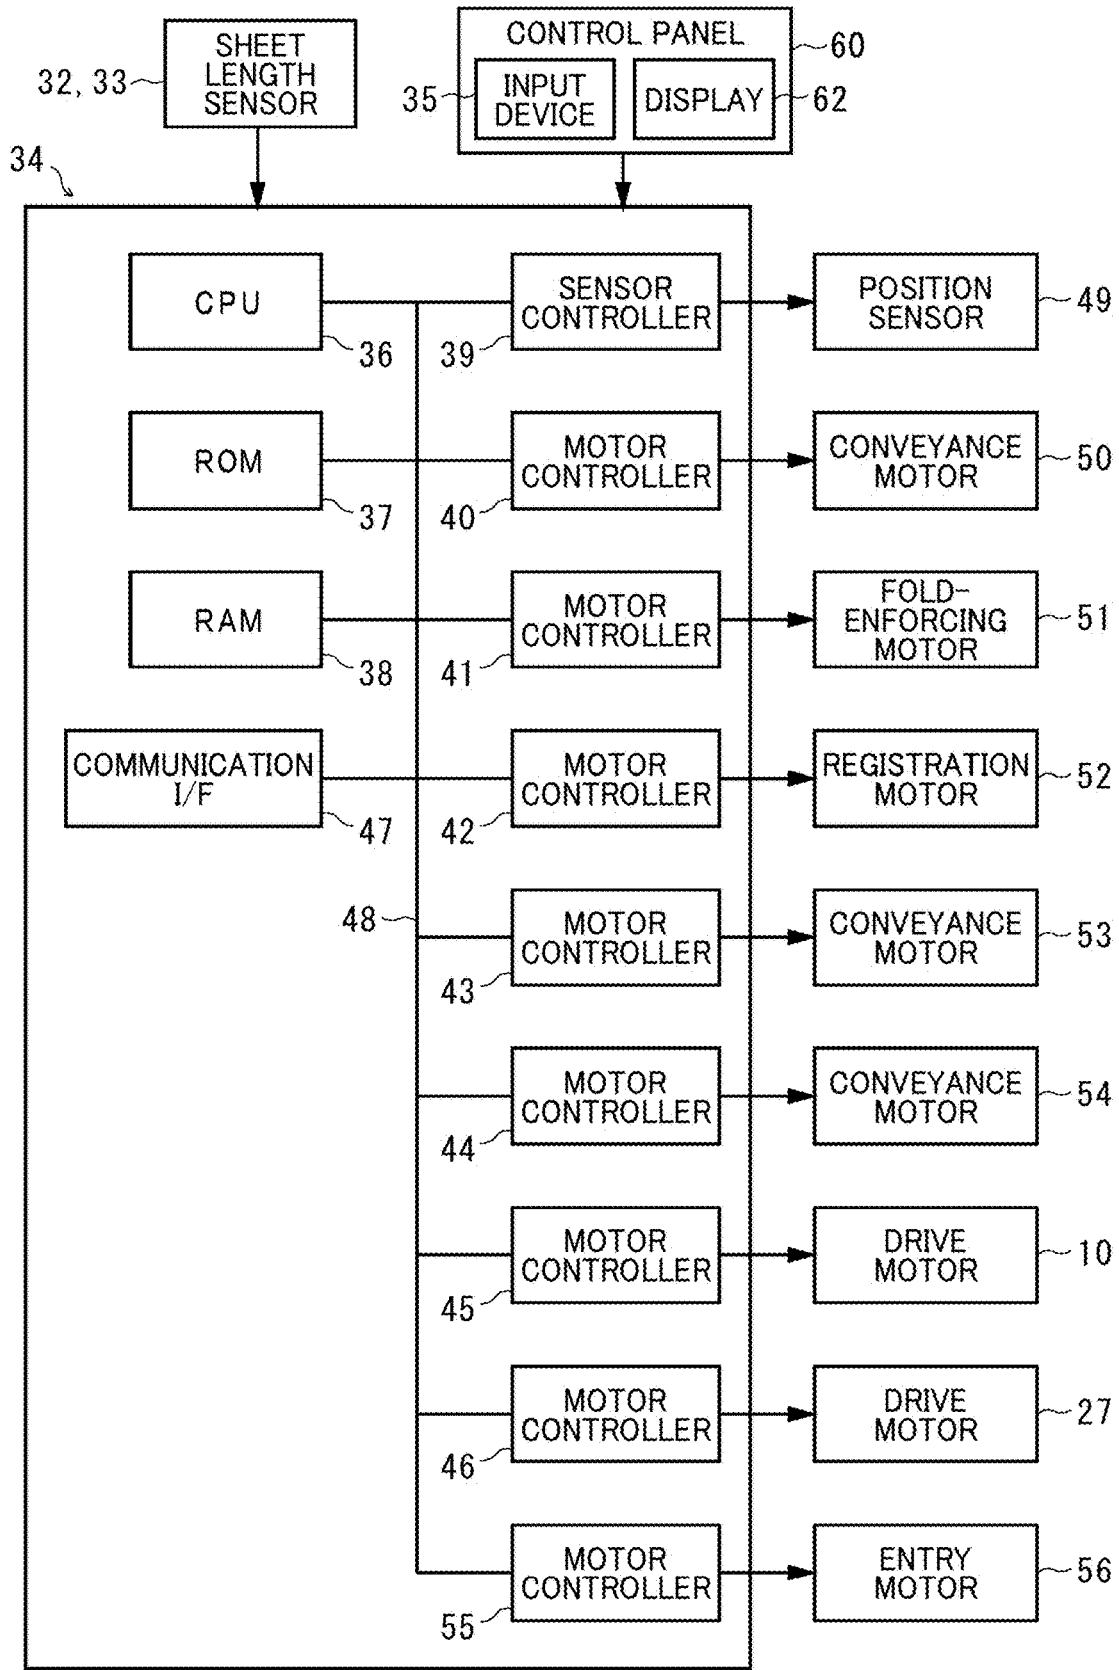 SHEET
LENGTH
SENSOR
32, 33
CONTROL PANEL
60
35
INPUT
DEVICE
DISPLAY
62
34
CPU
36
SENSOR
CONTROLLER
39
POSITION
SENSOR
49
ROM
37
MOTOR
CONTROLLER
40
CONVEYANCE
MOTOR
50
RAM
38
MOTOR
CONTROLLER
41
FOLD-
ENFORCING
MOTOR
51
COMMUNICATION
I/F
47
MOTOR
CONTROLLER
42
REGISTRATION
MOTOR
52
48
MOTOR
CONTROLLER
43
CONVEYANCE
MOTOR
53
MOTOR
CONTROLLER
44
CONVEYANCE
MOTOR
54
MOTOR
CONTROLLER
45
DRIVE
MOTOR
10
MOTOR
CONTROLLER
46
DRIVE
MOTOR
27
MOTOR
CONTROLLER
55
ENTRY
MOTOR
56